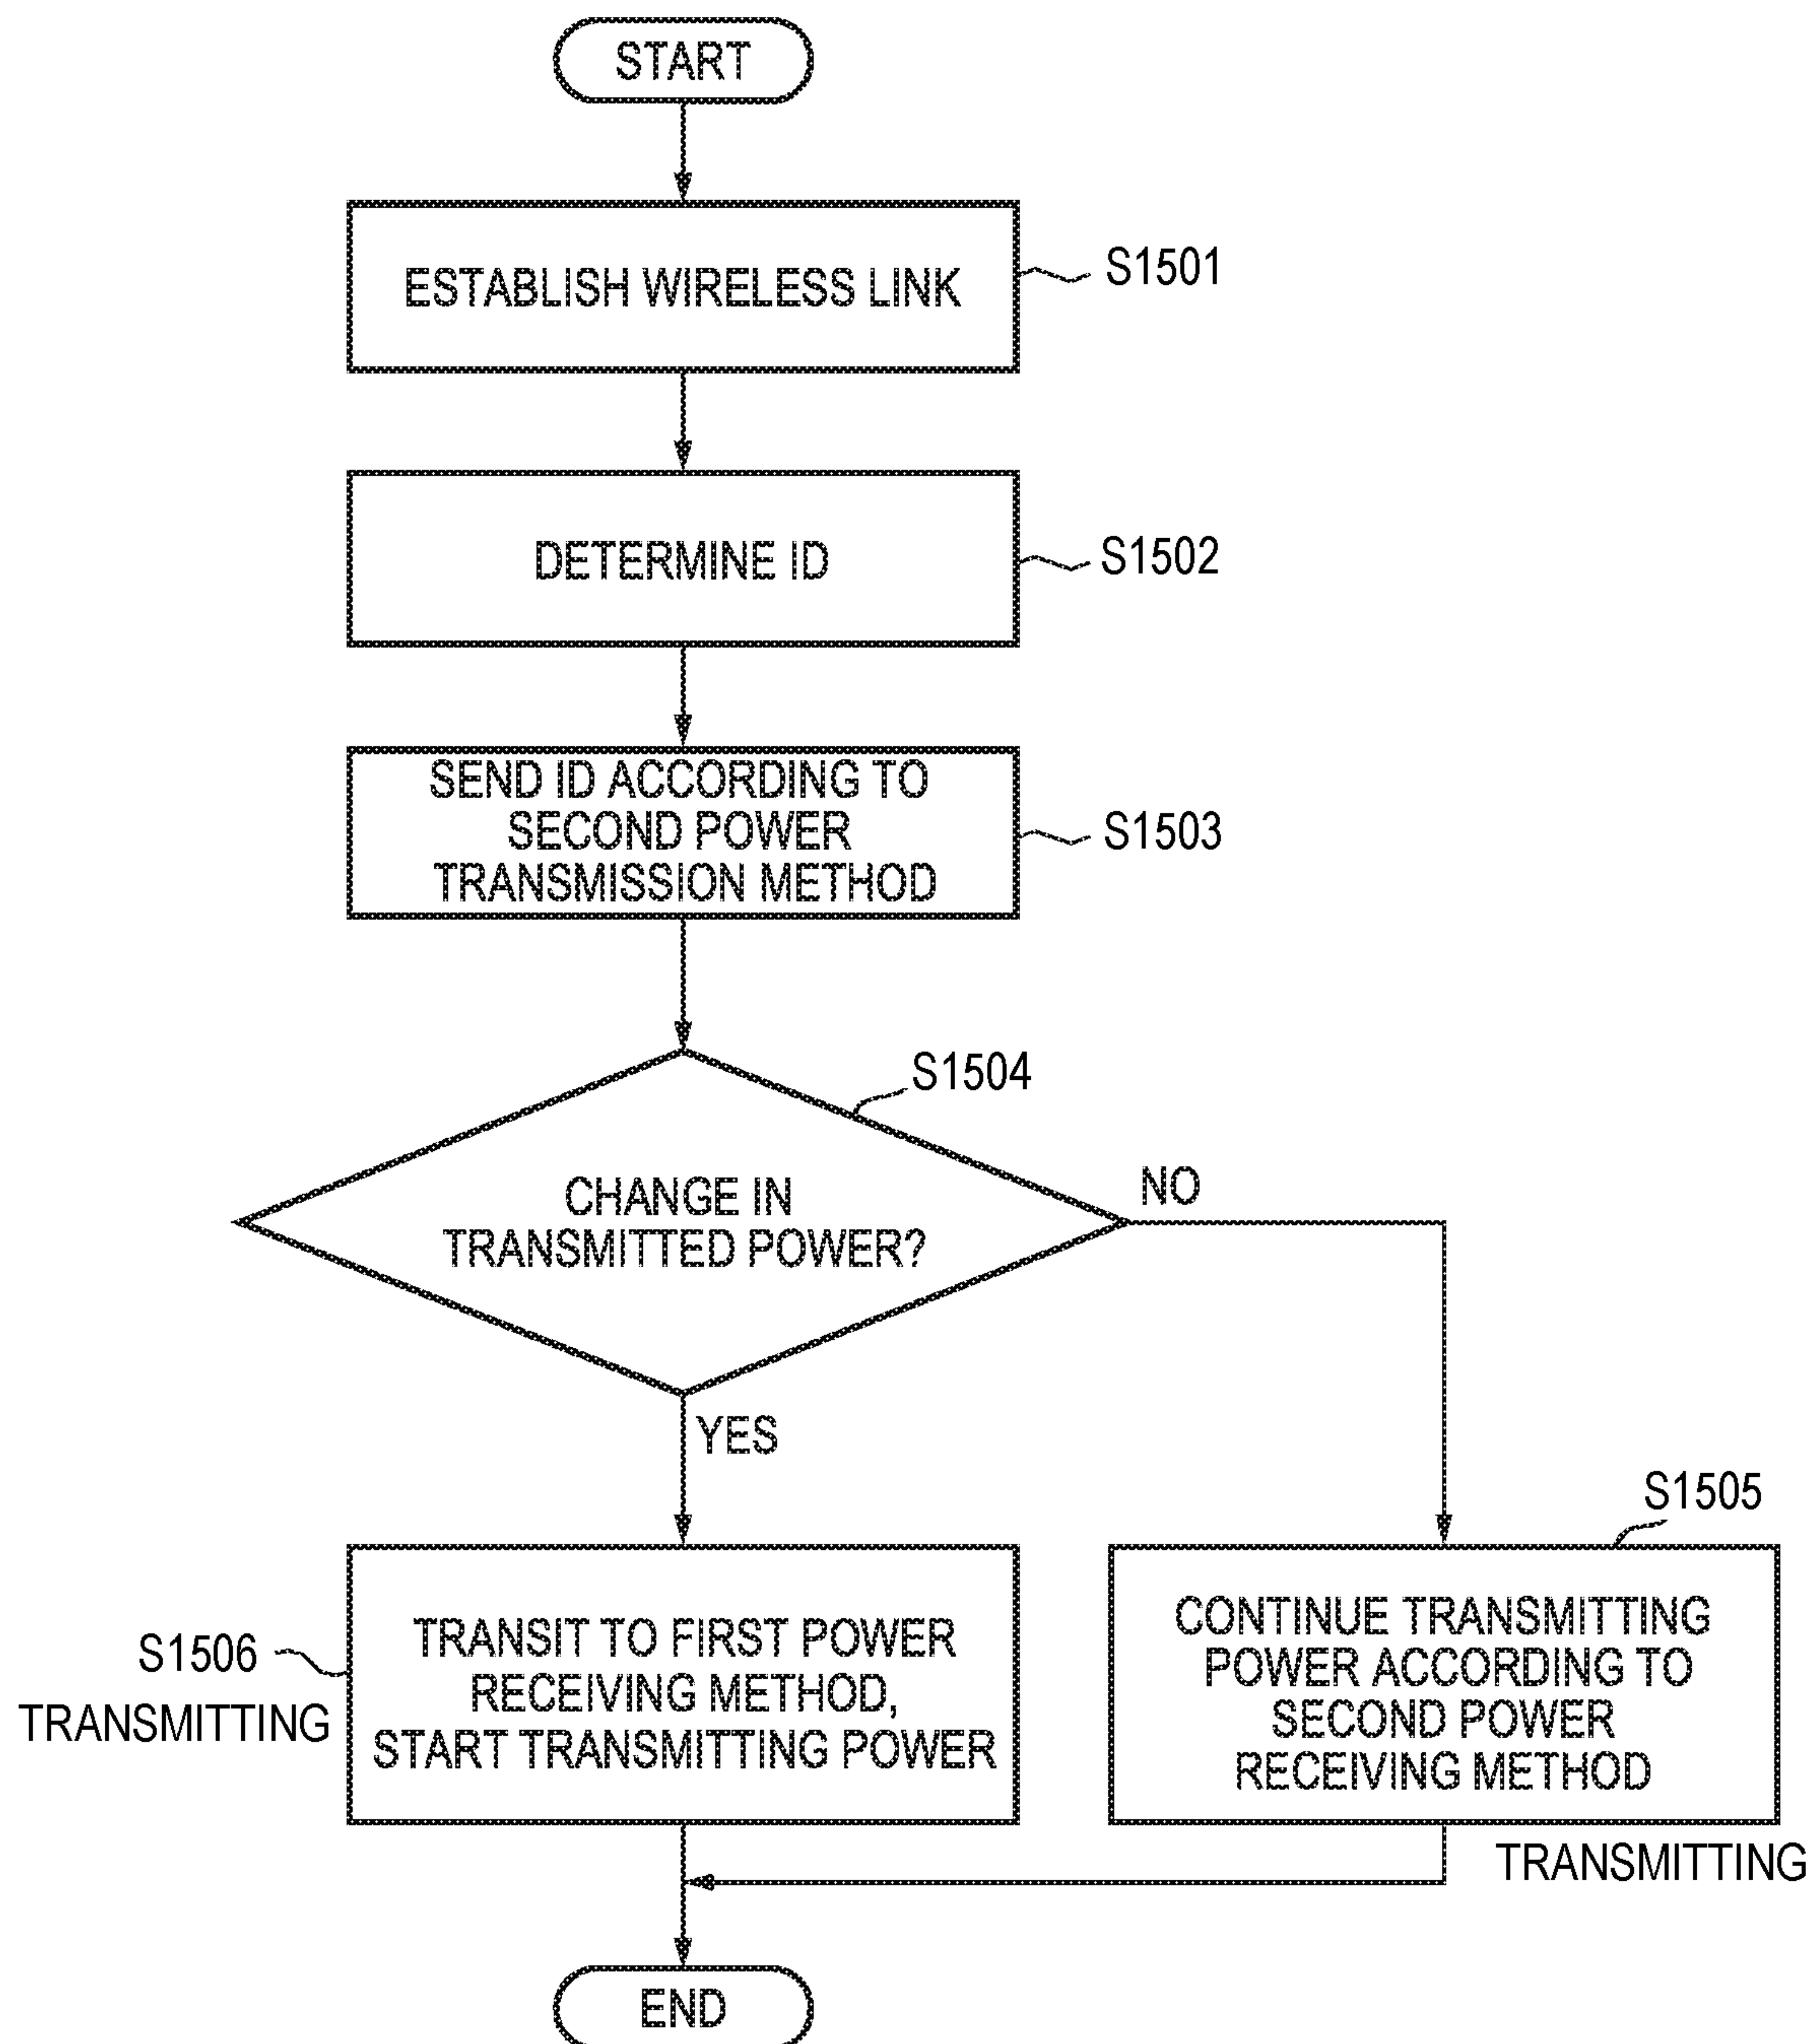 START
ESTABLISH WIRELESS LINK
S1501
DETERMINE ID
S1502
SEND ID ACCORDING TO
SECOND POWER
TRANSMISSION METHOD
S1503
S1504
CHANGE IN
TRANSMITTED POWER?
NO
YES
S1505
S1506
TRANSMITTING
TRANSIT TO FIRST POWER
RECEIVING METHOD,
START TRANSMITTING POWER
CONTINUE TRANSMITTING
POWER ACCORDING TO
SECOND POWER
RECEIVING METHOD
TRANSMITTING
END